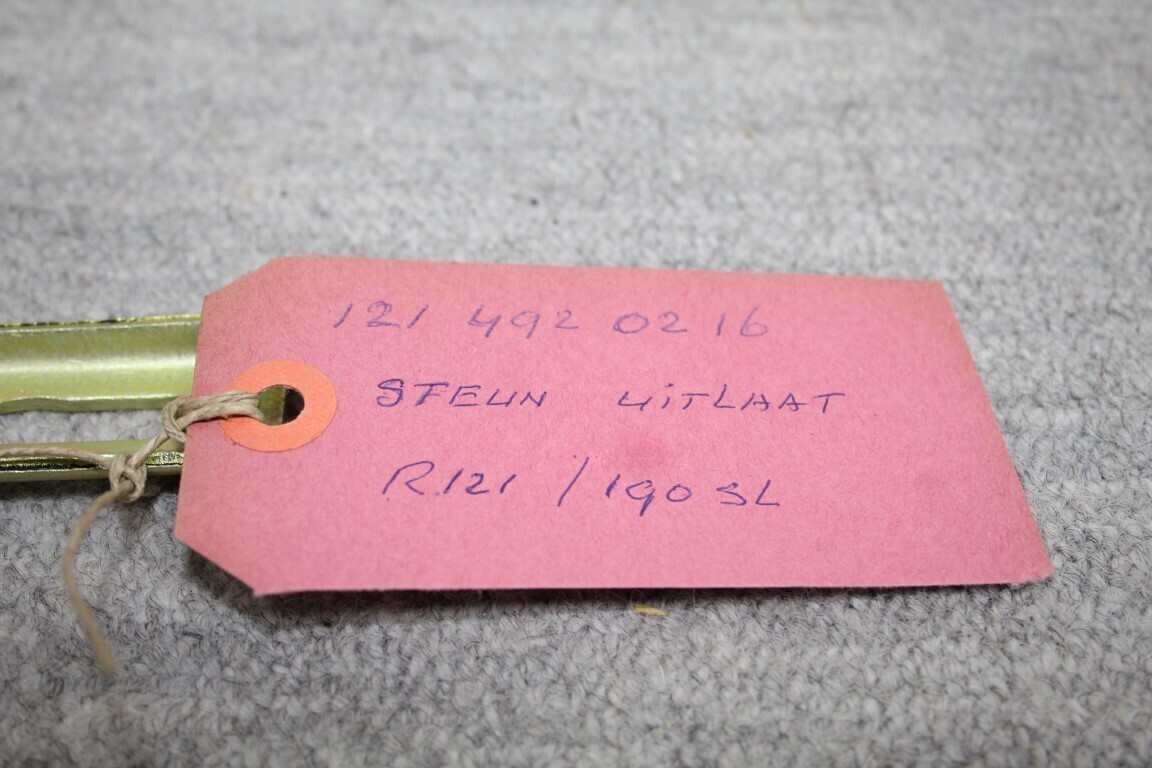 121 492 02 16
STEUN UiTLAAT
R.121 / 190 SL